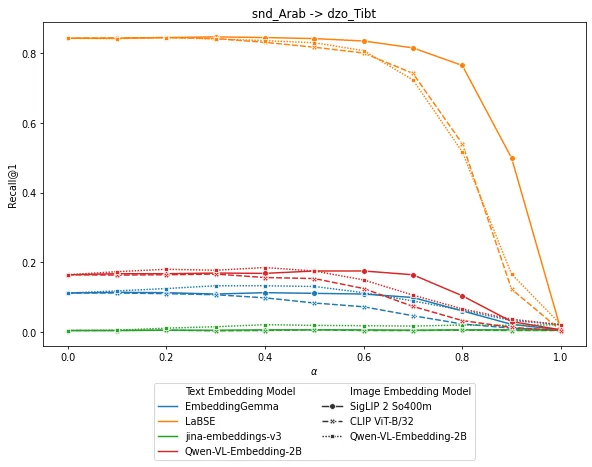 snd_Arab -> dzo_Tibt
Recall@1
0.8
0.6
0.4
0.2
0.0
0.0 0.2 0.4 0.6 0.8 1.0
α
Text Embedding Model Image Embedding Model
EmbeddingGemma SigLIP 2 So400m
LaBSE CLIP ViT-B/32
jina-embeddings-v3 Qwen-VL-Embedding-2B
Qwen-VL-Embedding-2B